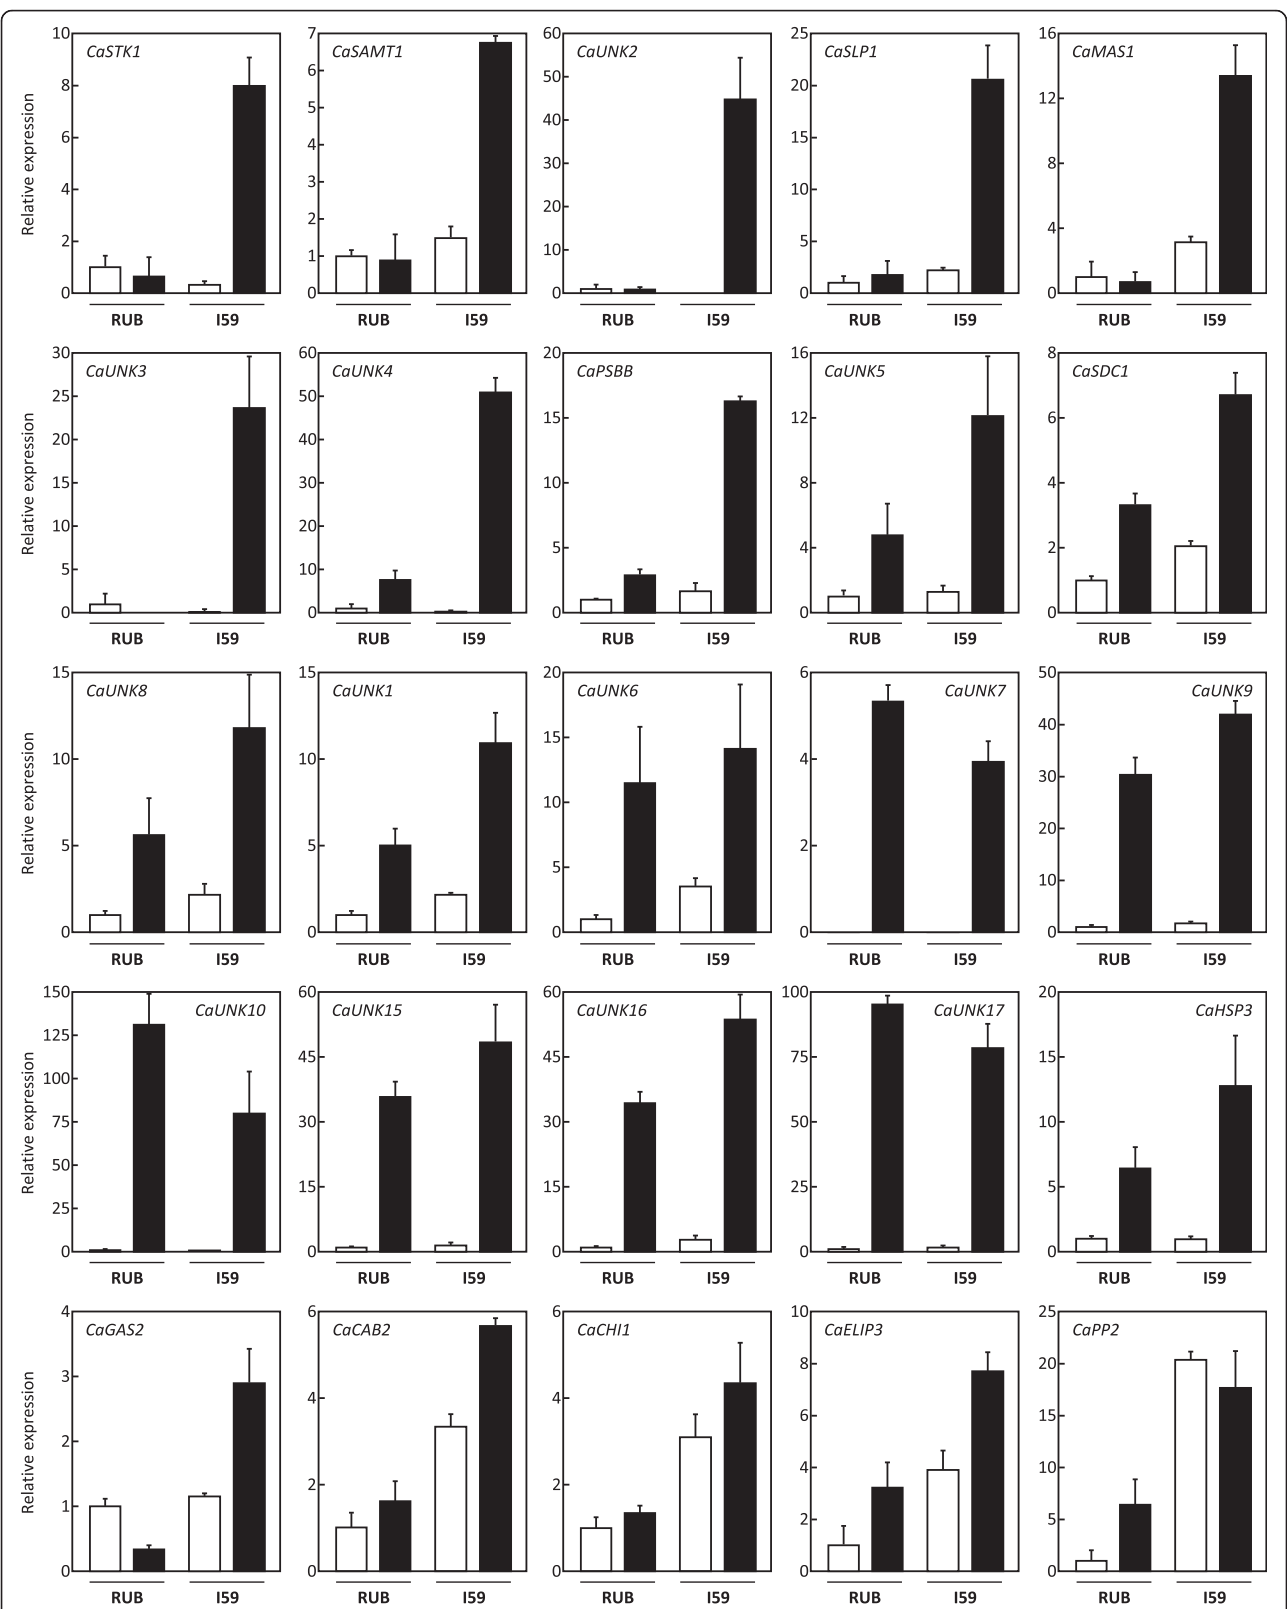 10 8 6 4 2 0 CaSTK1 Relative expression RUB I59
7 6 5 4 3 2 1 0 CaSAMT1 RUB I59
60 50 40 30 20 10 0 CaUNK2 RUB I59
25 20 15 10 5 0 CaSLP1 RUB I59
16 12 8 4 0 CaMAS1 RUB I59
30 25 20 15 10 5 0 CaUNK3 Relative expression RUB I59
60 50 40 30 20 10 0 CaUNK4 RUB I59
20 15 10 5 0 CaPSBB RUB I59
16 12 8 4 0 CaUNK5 RUB I59
8 6 4 2 0 CaSDC1 RUB I59
15 10 5 0 CaUNK8 Relative expression RUB I59
15 10 5 0 CaUNK1 RUB I59
20 15 10 5 0 CaUNK6 RUB I59
6 4 2 0 CaUNK7 RUB I59
50 40 30 20 10 0 CaUNK9 RUB I59
150 125 100 75 50 25 0 CaUNK10 Relative expression RUB I59
60 45 30 15 0 CaUNK15 RUB I59
60 45 30 15 0 CaUNK16 RUB I59
100 75 50 25 0 CaUNK17 RUB I59
20 15 10 5 0 CaHSP3 RUB I59
4 3 2 1 0 CaGAS2 Relative expression RUB I59
6 4 2 0 CaCAB2 RUB I59
6 4 2 0 CaCHI1 RUB I59
10 8 6 4 2 0 CaELIP3 RUB I59
25 20 15 10 5 0 CaPP2 RUB I59